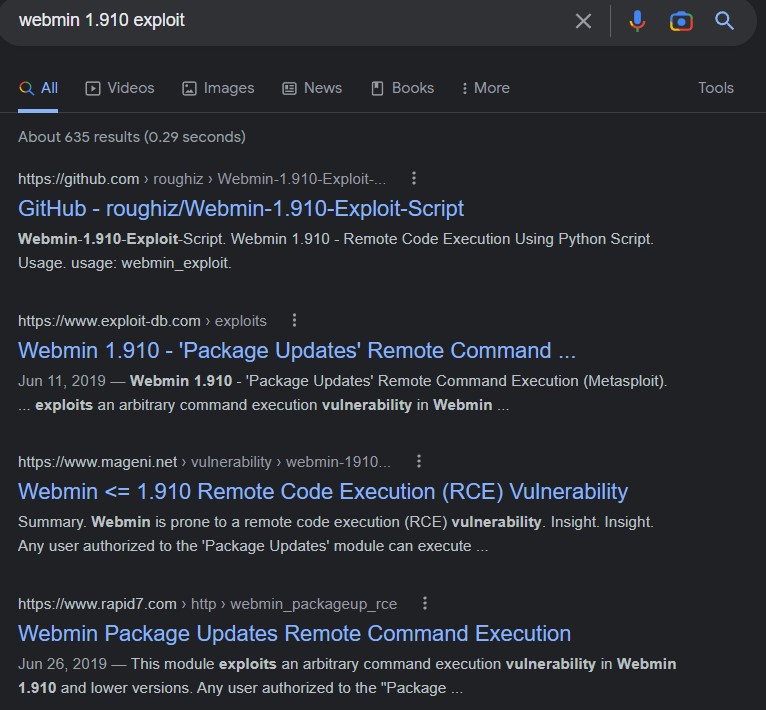 webmin 1.910 exploit
All Videos Images News Books More Tools
About 635 results (0.29 seconds)
https://github.com › roughiz › Webmin-1.910-Exploit-...
GitHub - roughiz/Webmin-1.910-Exploit-Script
Webmin-1.910-Exploit-Script. Webmin 1.910 - Remote Code Execution Using Python Script.
Usage. usage: webmin_exploit.
https://www.exploit-db.com › exploits
Webmin 1.910 - 'Package Updates' Remote Command ...
Jun 11, 2019 — Webmin 1.910 - 'Package Updates' Remote Command Execution (Metasploit).
... exploits an arbitrary command execution vulnerability in Webmin ...
https://www.mageni.net › vulnerability › webmin-1910...
Webmin <= 1.910 Remote Code Execution (RCE) Vulnerability
Summary. Webmin is prone to a remote code execution (RCE) vulnerability. Insight. Insight.
Any user authorized to the 'Package Updates' module can execute ...
https://www.rapid7.com › http › webmin_packageup_rce
Webmin Package Updates Remote Command Execution
Jun 26, 2019 — This module exploits an arbitrary command execution vulnerability in Webmin
1.910 and lower versions. Any user authorized to the "Package ...